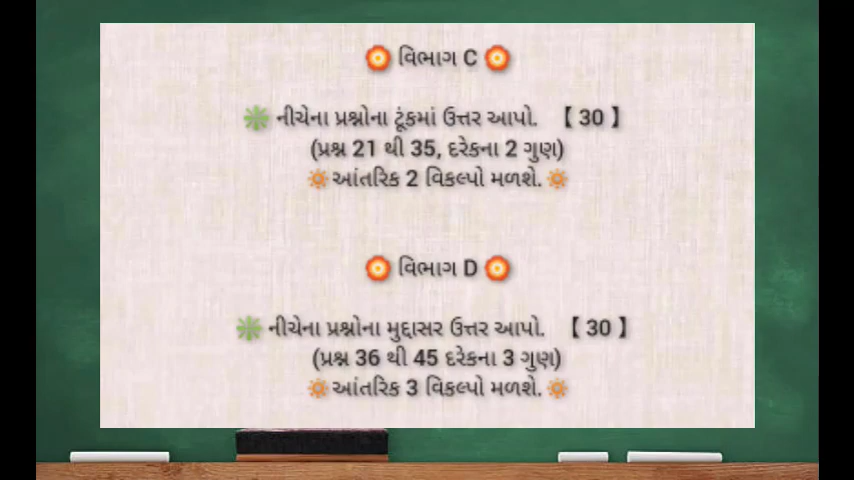 વિભાગ C
નીચેના પ્રશ્નોના ટૂંકમાં ઉત્તર આપો. 【 30 】
(પ્રશ્ન 21 થી 35, દરેકના 2 ગુણ)
આંતરિક 2 વિકલ્પો મળશે.
વિભાગ D
નીચેના પ્રશ્નોના મુદ્દાસર ઉત્તર આપો. 【 30 】
(પ્રશ્ન 36 થી 45 દરેકના 3 ગુણ)
આંતરિક 3 વિકલ્પો મળશે.